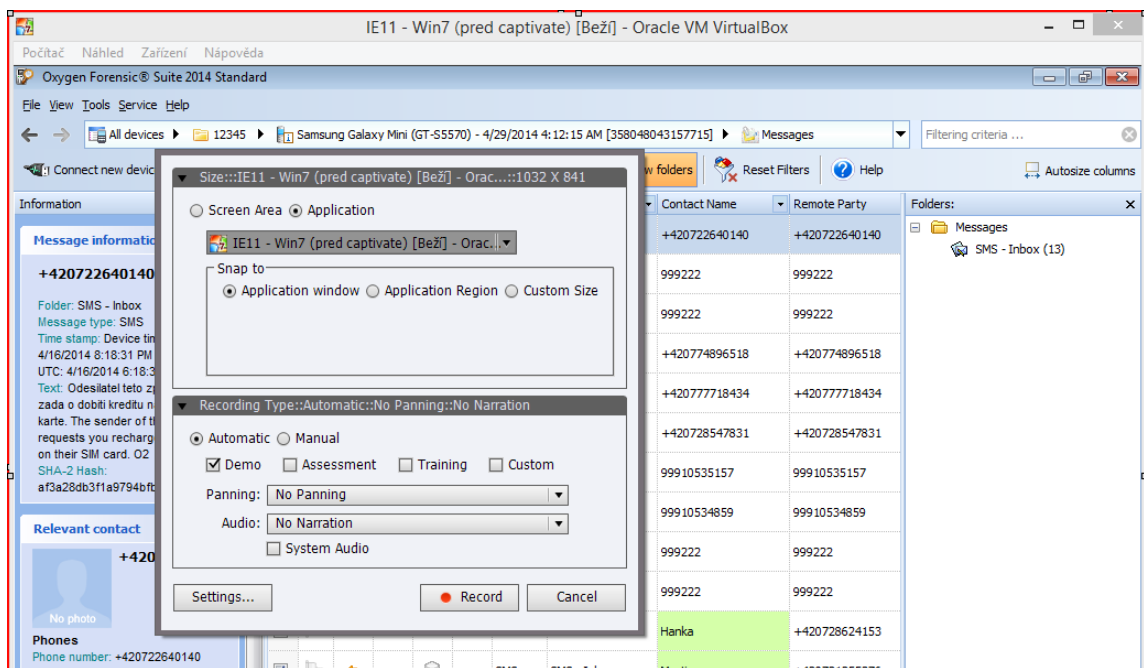 IE11 - Win7 (pred captivate) [Beží] - Oracle VM VirtualBox
Počítač Náhled Zařízení Nápověda
Oxygen Forensic® Suite 2014 Standard
File View Tools Service Help
All devices 12345 Samsung Galaxy Mini (GT-S5570) - 4/29/2014 4:12:15 AM [358048043157715] Messages Filtering criteria ...
Connect new devic
w folders Reset Filters Help Autosize columns
Information
Message informatic
+420722640140
Folder: SMS - Inbox
Message type: SMS
Time stamp: Device tin
4/16/2014 8:18:31 PM
UTC: 4/16/2014 6:18:3
Text: Odesilatel teto z
zada o dobiti kreditu n
karte. The sender of t
requests you recharg
on their SIM card. O2
SHA-2 Hash:
af3a28db3f1a9794bfb
Relevant contact
+420
No photo
Phones
Phone number: +420722640140
Size:::IE11 - Win7 (pred captivate) [Beží] - Orac...::1032 X 841
Screen Area Application
IE11 - Win7 (pred captivate) [Beží] - Orac...
Snap to
Application window Application Region Custom Size
Recording Type::Automatic::No Panning::No Narration
Automatic Manual
Demo Assessment Training Custom
Panning: No Panning
Audio: No Narration
System Audio
Settings... Record Cancel
Contact Name Remote Party
+420722640140 +420722640140
999222 999222
999222 999222
+420774896518 +420774896518
+420777718434 +420777718434
+420728547831 +420728547831
99910535157 99910535157
99910534859 99910534859
999222 999222
999222 999222
Hanka +420728624153
Folders:
Messages
SMS - Inbox (13)